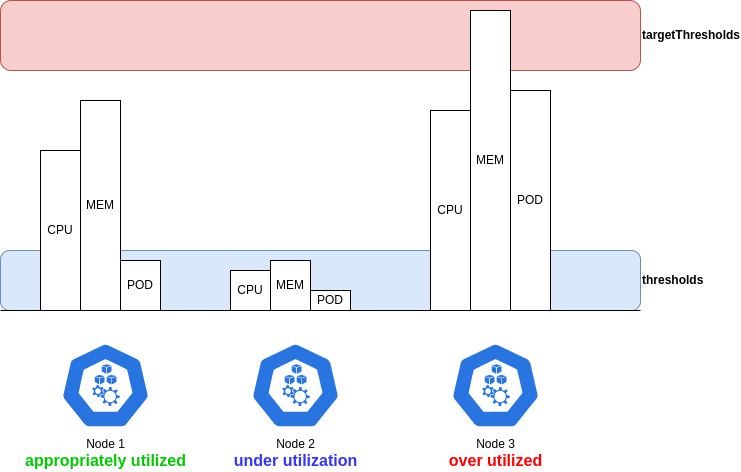 targetThresholds
CPU
MEM
POD
CPU
MEM
POD
CPU
MEM
POD
thresholds
Node 1
appropriately utilized
Node 2
under utilization
Node 3
over utilized